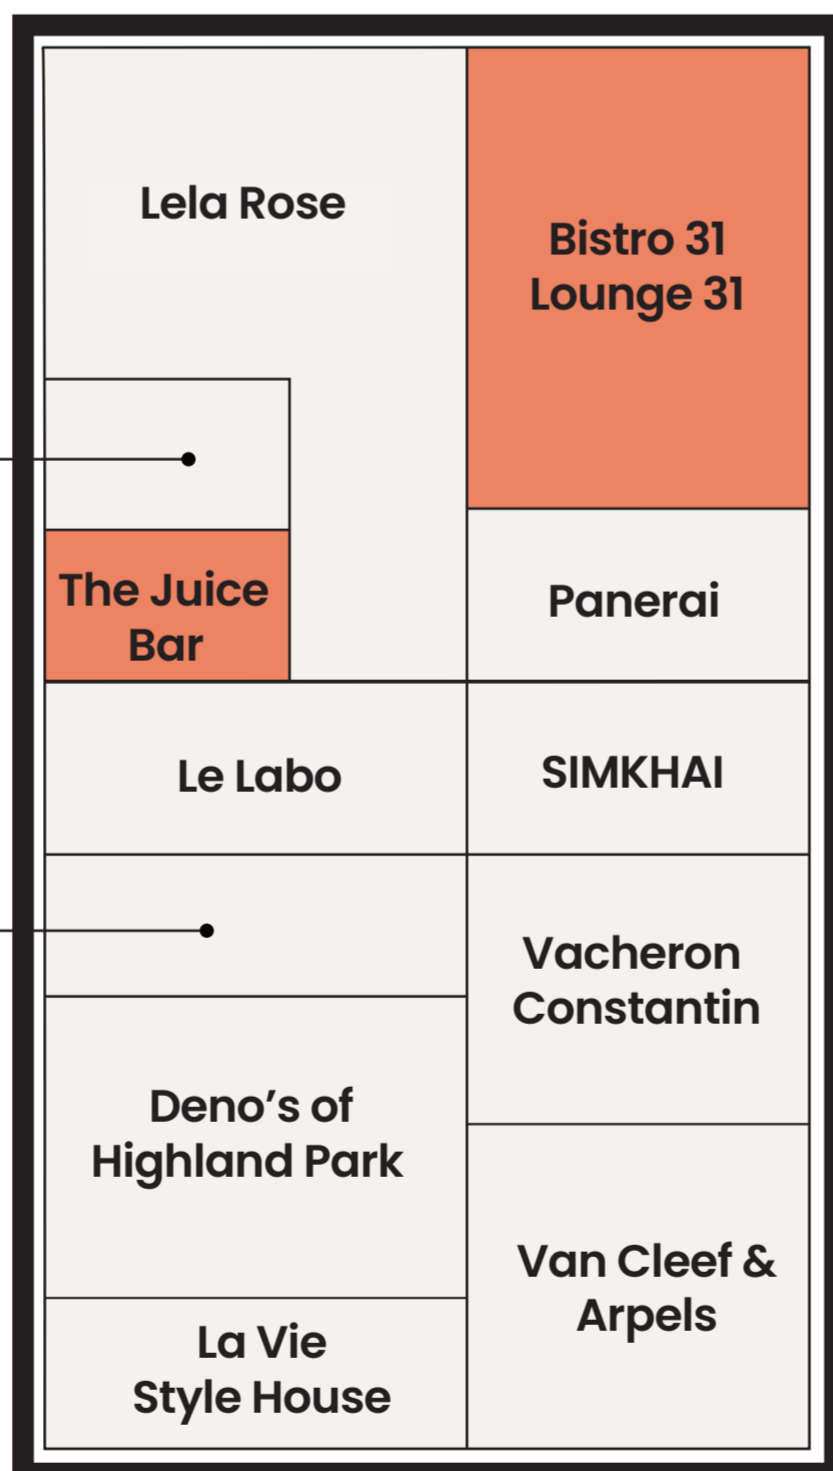 Lela Rose
Bistro 31
Lounge 31
The Juice
Bar
Panerai
Le Labo
SIMKHAI
Vacheron
Constantin
Deno’s of
Highland Park
Van Cleef &
Arpels
La Vie
Style House